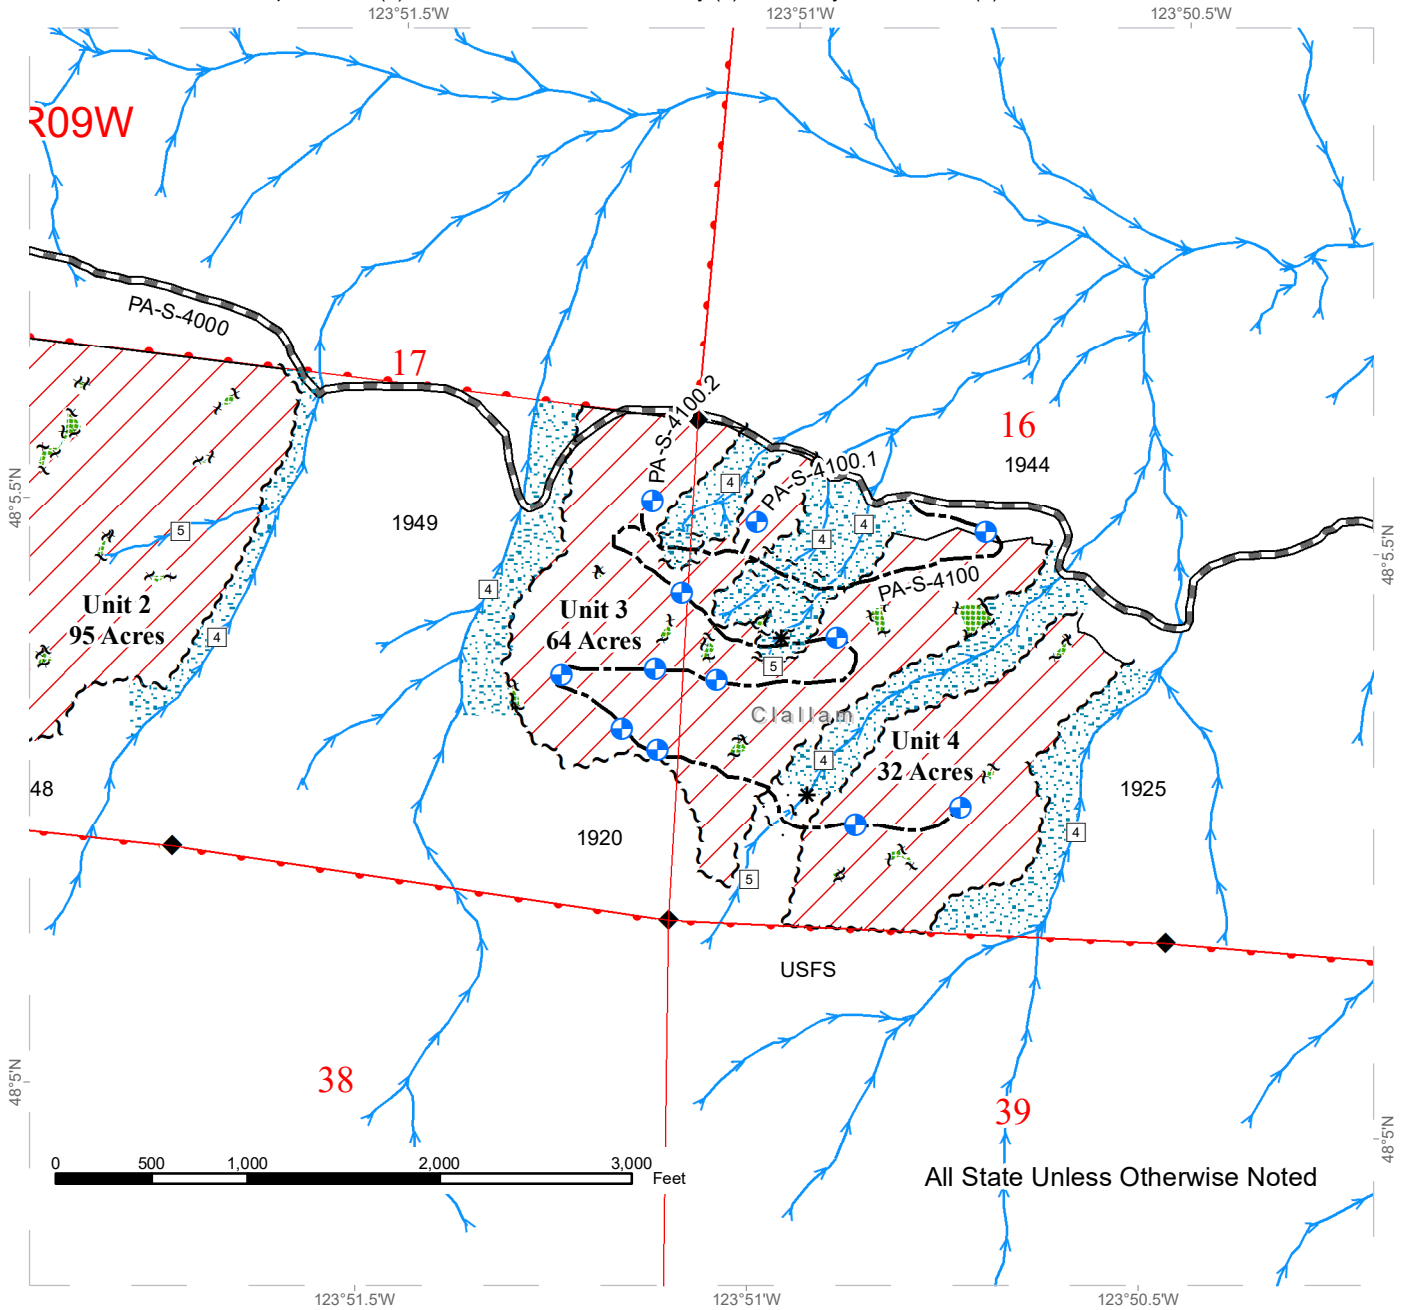 123°51.5'W
123°51'W
123°50.5'W
R09W
PA-S-4000
17
PA-S-4100.2
16
1944
PA-S-4100.1
4
48°5.5'N
1949
5
4
4
48°5.5'N
PA-S-4100
4
Unit 2
95 Acres
Unit 3
64 Acres
4
5
Clallam
Unit 4
32 Acres
4
48
1925
1920
4
5
USFS
38
48°5'N
39
48°5'N
0 500 1,000 2,000 3,000
Feet
All State Unless Otherwise Noted
123°51.5'W
123°51'W
123°50.5'W